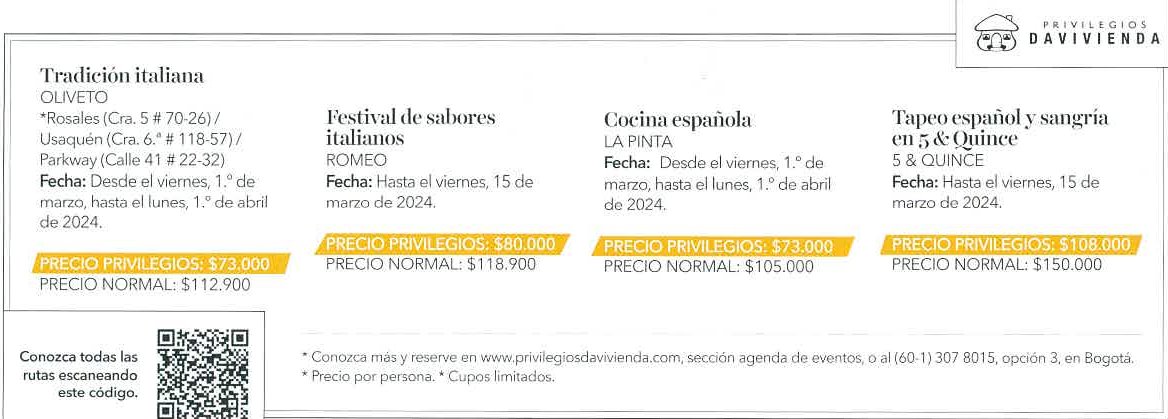 PRIVILEGIOS
DAVIVIENDA
Tradición italiana
OLIVETO
*Rosales (Cra. 5 # 70-26) /
Usaquén (Cra. 6.ª # 118-57) /
Parkway (Calle 41 # 22-32)
Fecha: Desde el viernes, 1.º de
marzo, hasta el lunes, 1.º de abril
de 2024.
PRECIO PRIVILEGIOS: $73.000
PRECIO NORMAL: $112.900
Festival de sabores
italianos
ROMEO
Fecha: Hasta el viernes, 15 de
marzo de 2024.
PRECIO PRIVILEGIOS: $80.000
PRECIO NORMAL: $118.900
Cocina española
LA PINTA
Fecha: Desde el viernes, 1.º de
marzo, hasta el lunes, 1.º de abril
de 2024.
PRECIO PRIVILEGIOS: $73.000
PRECIO NORMAL: $105.000
Tapeo español y sangría
en 5 & Quince
5 & QUINCE
Fecha: Hasta el viernes, 15 de
marzo de 2024.
PRECIO PRIVILEGIOS: $108.000
PRECIO NORMAL: $150.000
Conozca todas las
rutas escaneando
este código.
* Conozca más y reserve en www.privilegiosdavivienda.com, sección agenda de eventos, o al (60-1) 307 8015, opción 3, en Bogotá.
* Precio por persona. * Cupos limitados.